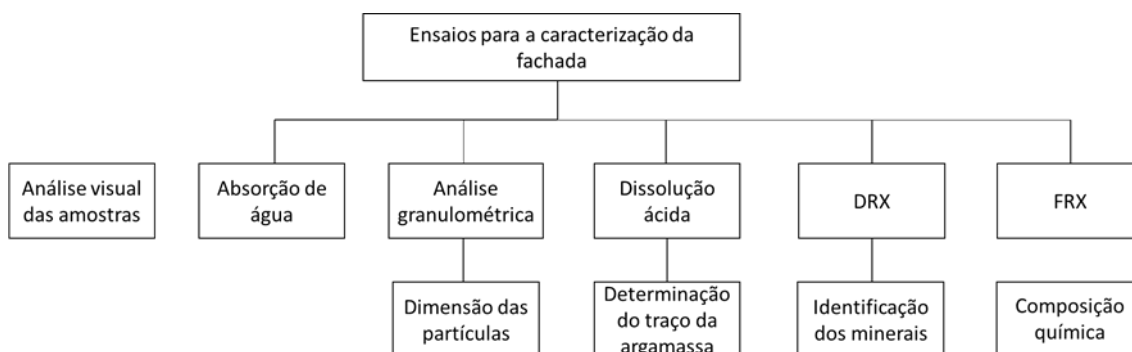 Ensaios para a caracterização da
fachada
Análise visual
das amostras
Absorção de
água
Análise
granulométrica
Dissolução
ácida
DRX
FRX
Dimensão das
partículas
Determinação
do traço da
argamassa
Identificação
dos minerais
Composição
química